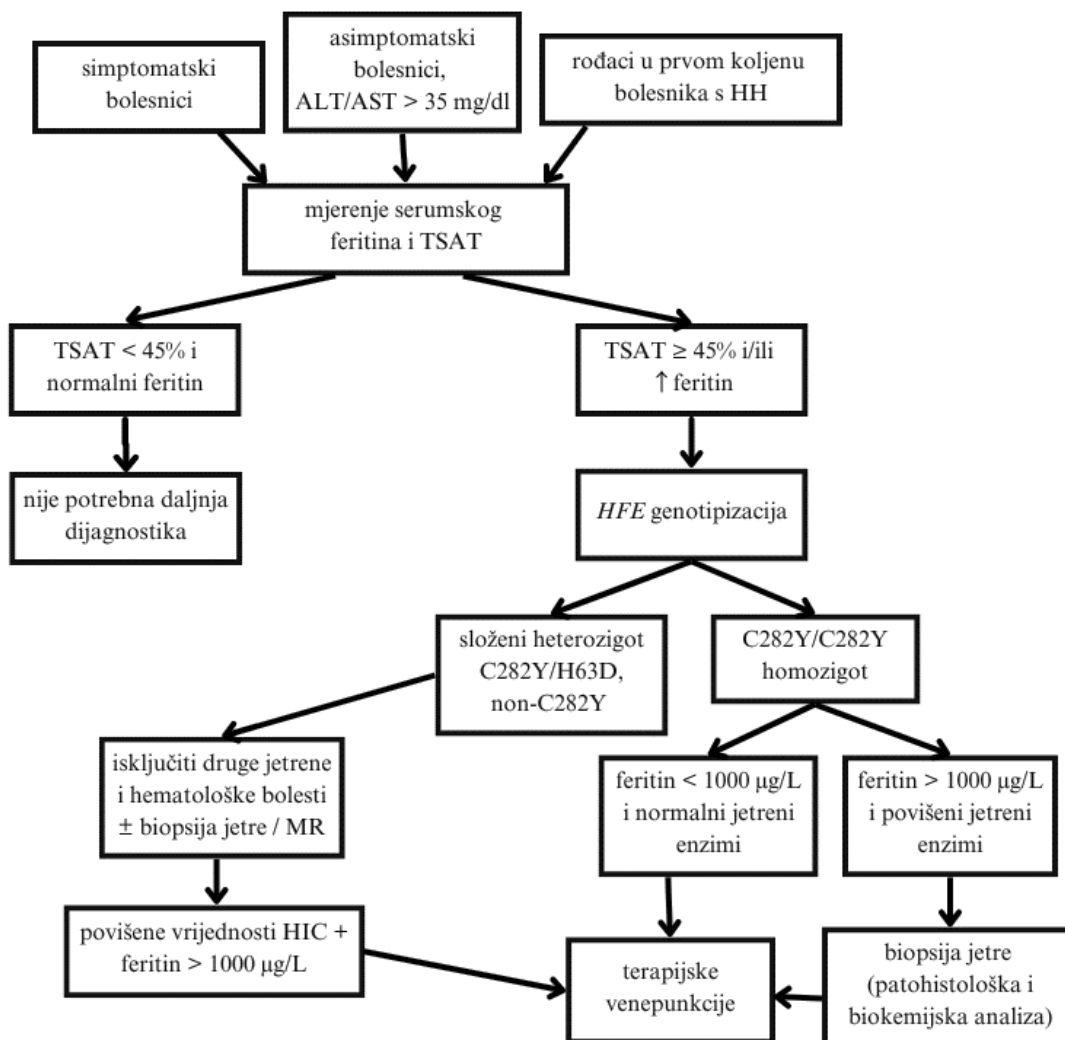 simptomatski
bolesnici
asimptomatski
bolesnici,
ALT/AST > 35 mg/dl
rođaci u prvom koljenu
bolesnika s HH
mjerenje serumskog
feritina i TSAT
TSAT < 45% i
normalni feritin
TSAT ≥ 45% i/ili
↑ feritin
nije potrebna daljnja
dijagnostika
HFE genotipizacija
složeni heterozigot
C282Y/H63D,
non-C282Y
C282Y/C282Y
homozigot
isključiti druge jetrene
i hematološke bolesti
± biopsija jetre / MR
feritin < 1000 µg/L
i normalni jetreni
enzimi
feritin > 1000 µg/L
i povišeni jetreni
enzimi
povišene vrijednosti HIC +
feritin > 1000 µg/L
terapijske
venepunkcije
biopsija jetre
(patohistološka i
biokemijska analiza)